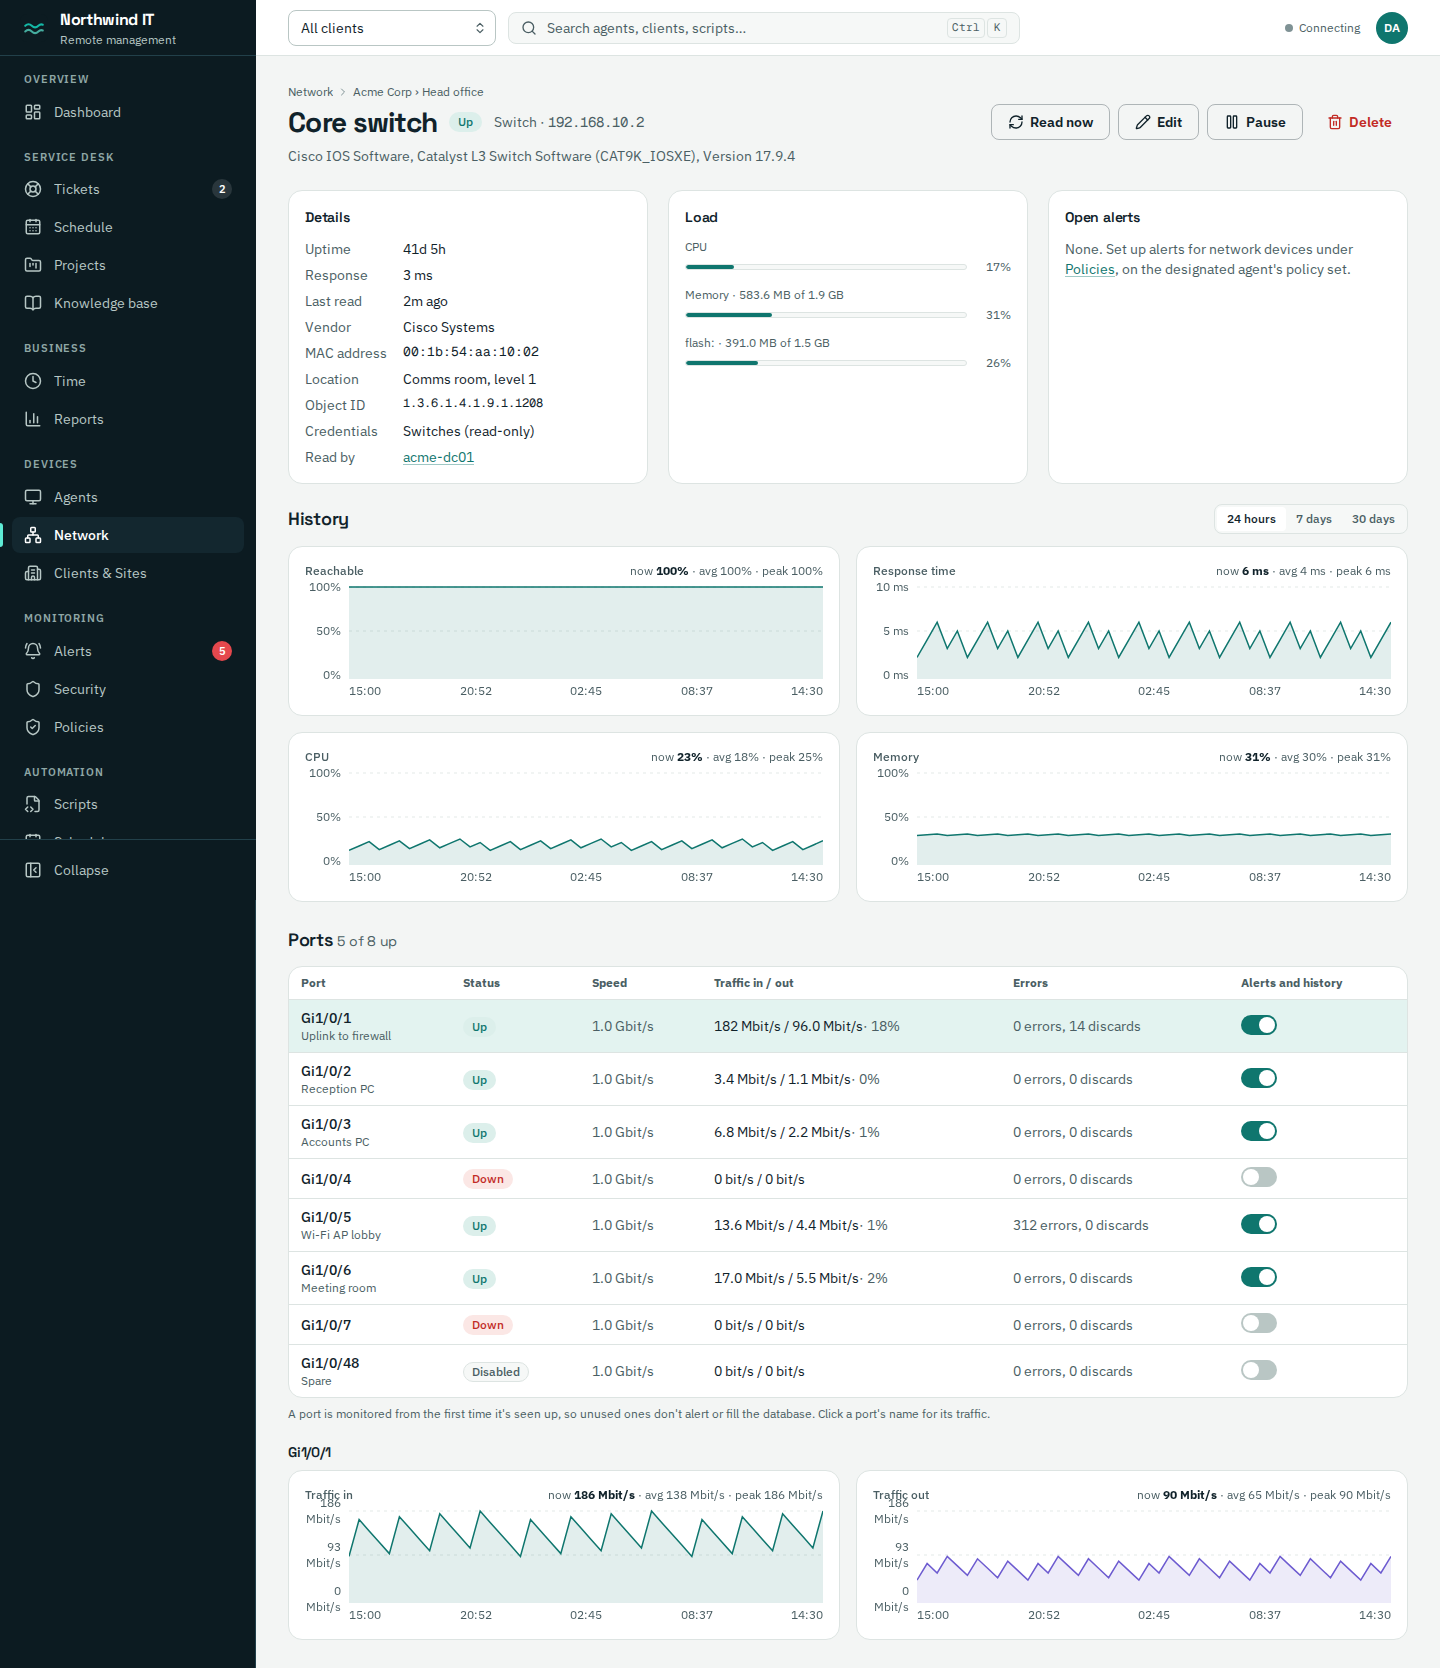 Northwind IT
Remote management
All clients
Search agents, clients, scripts...
Ctrl K
Connecting
DA
OVERVIEW
Dashboard
SERVICE DESK
Tickets 2
Schedule
Projects
Knowledge base
BUSINESS
Time
Reports
DEVICES
Agents
Network
Clients & Sites
MONITORING
Alerts 5
Security
Policies
AUTOMATION
Scripts
Collapse
Network > Acme Corp › Head office
Core switch Up Switch · 192.168.10.2
Read now Edit Pause Delete
Cisco IOS Software, Catalyst L3 Switch Software (CAT9K_IOSXE), Version 17.9.4
Details
Uptime 41d 5h
Response 3 ms
Last read 2m ago
Vendor Cisco Systems
MAC address 00:1b:54:aa:10:02
Location Comms room, level 1
Object ID 1.3.6.1.4.1.9.1.1208
Credentials Switches (read-only)
Read by acme-dc01
Load
CPU
17%
Memory · 583.6 MB of 1.9 GB
31%
flash: · 391.0 MB of 1.5 GB
26%
Open alerts
None. Set up alerts for network devices under
Policies, on the designated agent's policy set.
History
24 hours 7 days 30 days
Reachable now 100% · avg 100% · peak 100%
100%
50%
0%
15:00 20:52 02:45 08:37 14:30
Response time now 6 ms · avg 4 ms · peak 6 ms
10 ms
5 ms
0 ms
15:00 20:52 02:45 08:37 14:30
CPU now 23% · avg 18% · peak 25%
100%
50%
0%
15:00 20:52 02:45 08:37 14:30
Memory now 31% · avg 30% · peak 31%
100%
50%
0%
15:00 20:52 02:45 08:37 14:30
Ports 5 of 8 up
Port Status Speed Traffic in / out Errors Alerts and history
Gi1/0/1 Up 1.0 Gbit/s 182 Mbit/s / 96.0 Mbit/s · 18% 0 errors, 14 discards
Uplink to firewall
Gi1/0/2 Up 1.0 Gbit/s 3.4 Mbit/s / 1.1 Mbit/s · 0% 0 errors, 0 discards
Reception PC
Gi1/0/3 Up 1.0 Gbit/s 6.8 Mbit/s / 2.2 Mbit/s · 1% 0 errors, 0 discards
Accounts PC
Gi1/0/4 Down 1.0 Gbit/s 0 bit/s / 0 bit/s 0 errors, 0 discards
Gi1/0/5 Up 1.0 Gbit/s 13.6 Mbit/s / 4.4 Mbit/s · 1% 312 errors, 0 discards
Wi-Fi AP lobby
Gi1/0/6 Up 1.0 Gbit/s 17.0 Mbit/s / 5.5 Mbit/s · 2% 0 errors, 0 discards
Meeting room
Gi1/0/7 Down 1.0 Gbit/s 0 bit/s / 0 bit/s 0 errors, 0 discards
Gi1/0/48 Disabled 1.0 Gbit/s 0 bit/s / 0 bit/s 0 errors, 0 discards
Spare
A port is monitored from the first time it's seen up, so unused ones don't alert or fill the database. Click a port's name for its traffic.
Gi1/0/1
Traffic in now 186 Mbit/s · avg 138 Mbit/s · peak 186 Mbit/s
186
Mbit/s
93
Mbit/s
0
Mbit/s
15:00 20:52 02:45 08:37 14:30
Traffic out now 90 Mbit/s · avg 65 Mbit/s · peak 90 Mbit/s
186
Mbit/s
93
Mbit/s
0
Mbit/s
15:00 20:52 02:45 08:37 14:30